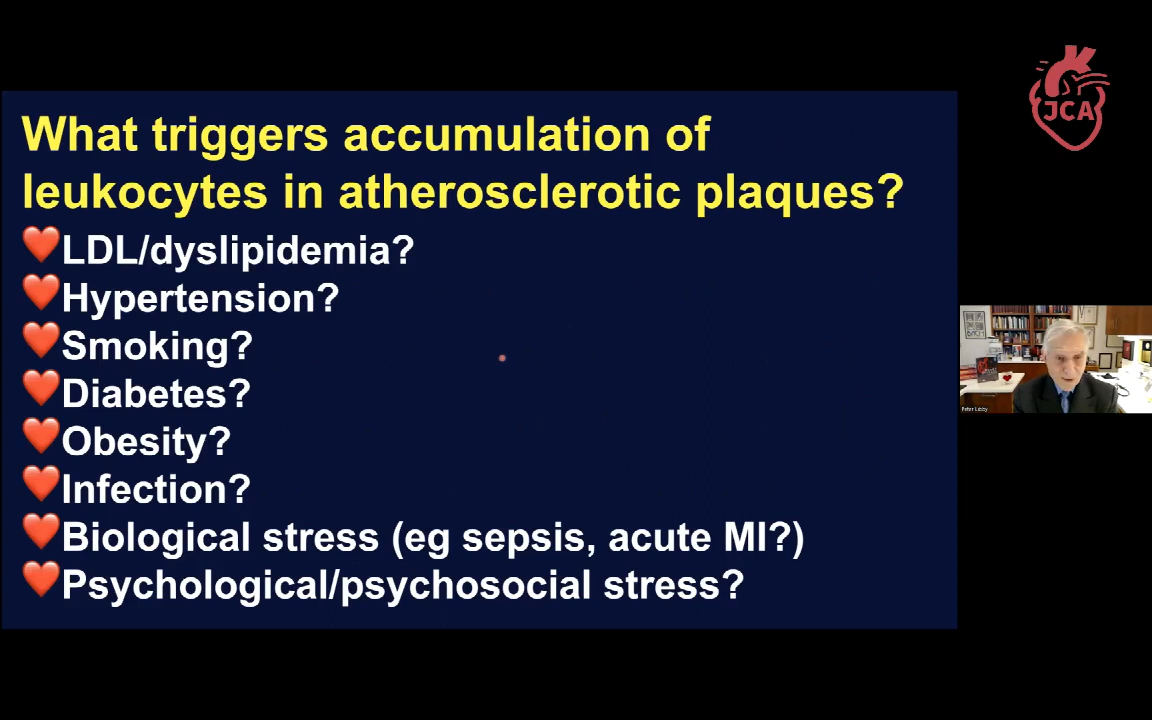 What triggers accumulation of
leukocytes in atherosclerotic plaques?
LDL/dyslipidemia?
Hypertension?
Smoking?
Diabetes?
Obesity?
Infection?
Biological stress (eg sepsis, acute MI?)
Psychological/psychosocial stress?
JCA
Peter Libby